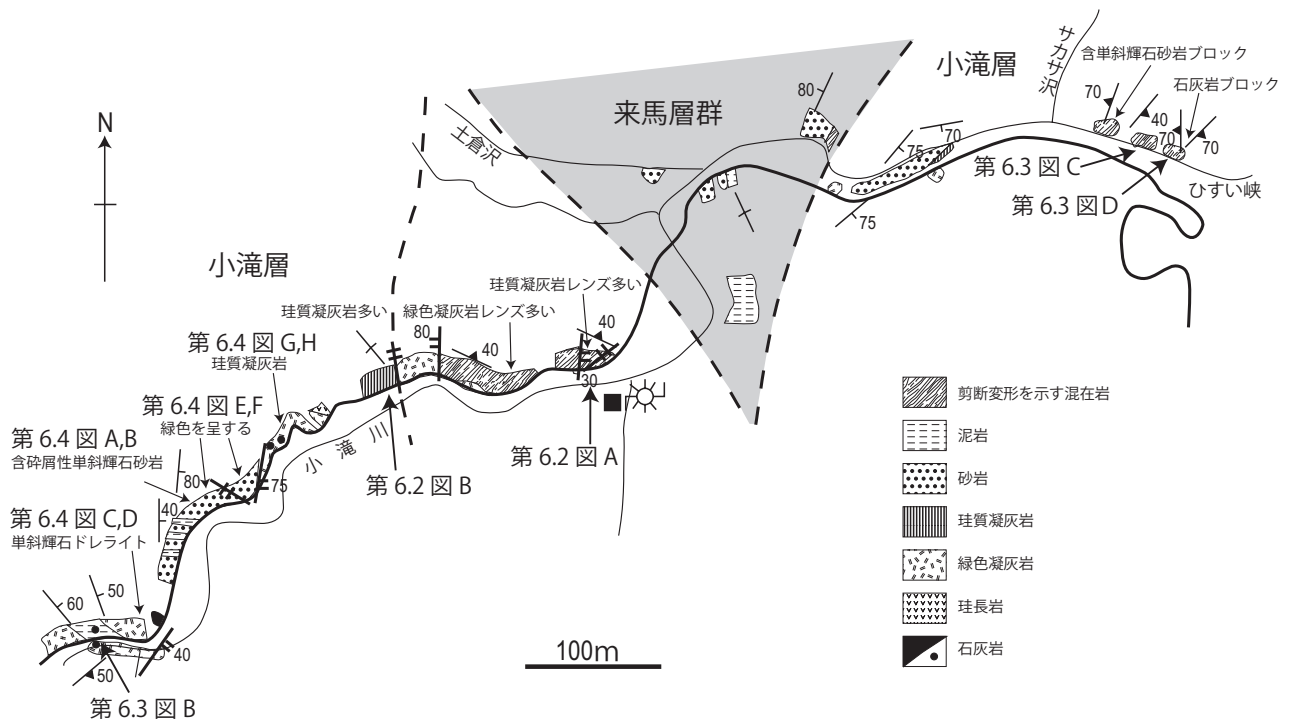 小滝層
サカサ沢
含単斜輝石砂岩ブロック
石灰岩ブロック
来馬層群
80
70
40
70
70
N
土倉沢
70
75
第 6.3 図 C
ひすい峡
第 6.3 図 D
75
小滝層
珪質凝灰岩レンズ多い
珪質凝灰岩多い
緑色凝灰岩レンズ多い
80
40
40
第 6.4 図 G,H
珪質凝灰岩
30
第 6.4 図 E,F
緑色を呈する
第 6.4 図 A,B
含砕屑性単斜輝石砂岩
小滝川
第 6.2 図 A
80
75
第 6.2 図 B
40
第 6.4 図 C,D
単斜輝石ドレライト
50
60
40
50
第 6.3 図 B
100m
剪断変形を示す混在岩
泥岩
砂岩
珪質凝灰岩
緑色凝灰岩
珪長岩
石灰岩